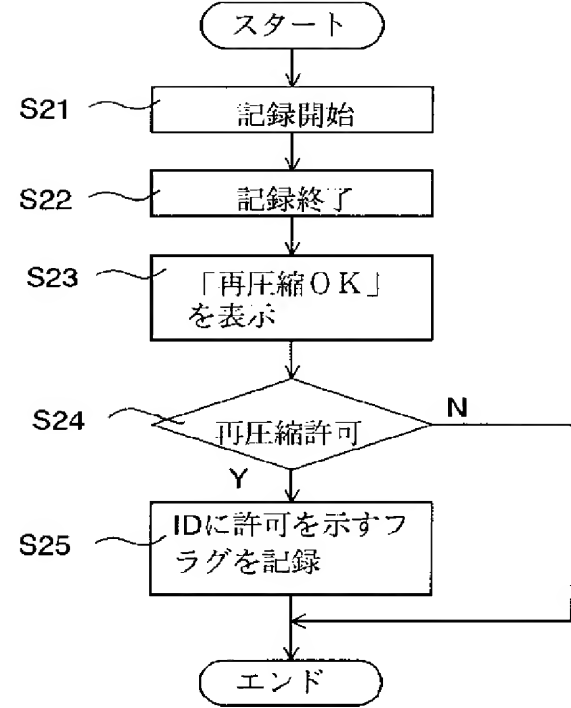 スタート
S21
記録開始
S22
記録終了
S23
「再圧縮OK」
を表示
S24
再圧縮許可
N
Y
S25
IDに許可を示すフ
ラグを記録
エンド